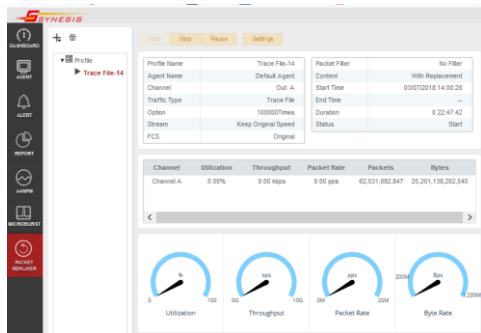 SYNESIS
DASHBOARD
AGENT
ALERT
REPORT
AANPM
MICROBURST
PACKET REPLAYER
Profile
Trace File-14
Start Stop Pause Settings
Profile Name Trace File-14 Packet Filter No Filter
Agent Name Default Agent Content With Replacement
Channel Out: A Start Time 03/07/2018 14:00:28
Traffic Type Trace File End Time --
Option 100000Times Duration 0 22:47:42
Stream Keep Original Speed Status Start
FCS Original
Channel Utilization Throughput Packet Rate Packets Bytes
Channel A 0.00% 0.00 kbps 0.00 pps 62,531,092,847 25,201,138,202,540
% bps pps Bps
200M
0 100 0G 10G 0M 25M 1,200M
Utilization Throughput Packet Rate Byte Rate